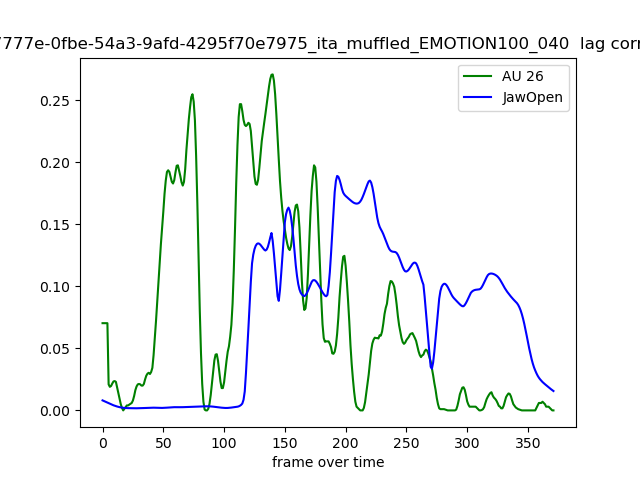 7777e-0fbe-54a3-9afd-4295f70e7975_ita_muffled_EMOTION100_040 lag corr
AU 26
JawOpen
0.25
0.20
0.15
0.10
0.05
0.00
0 50 100 150 200 250 300 350
frame over time